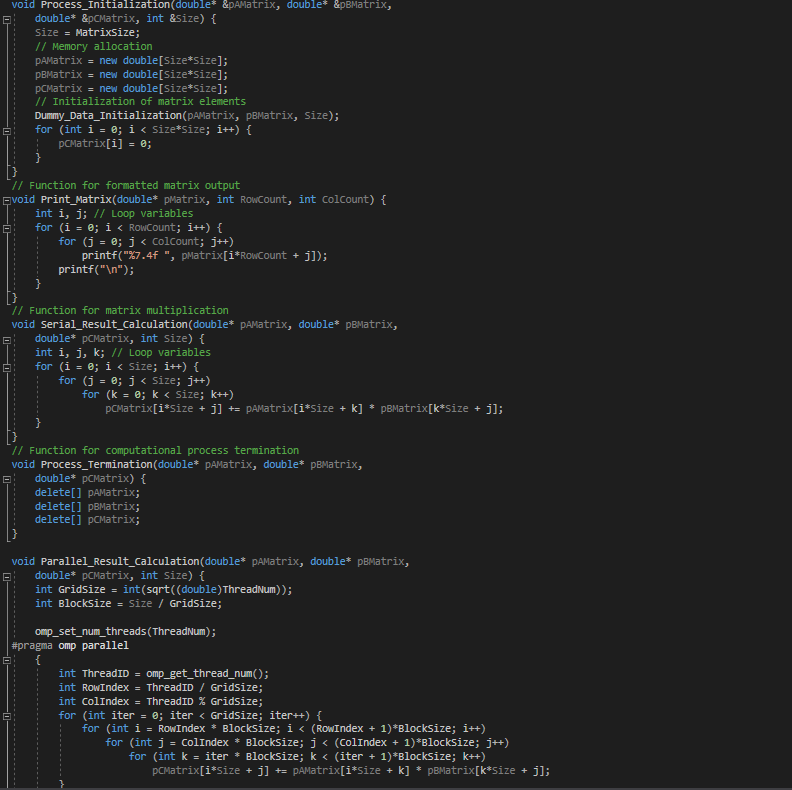 void Process_Initialization(double* &pAMatrix, double* &pBMatrix,
    double* &pCMatrix, int &Size) {
    Size = MatrixSize;
    // Memory allocation
    pAMatrix = new double[Size*Size];
    pBMatrix = new double[Size*Size];
    pCMatrix = new double[Size*Size];
    // Initialization of matrix elements
    Dummy_Data_Initialization(pAMatrix, pBMatrix, Size);
    for (int i = 0; i < Size*Size; i++) {
        pCMatrix[i] = 0;
    }
}
// Function for formatted matrix output
void Print_Matrix(double* pMatrix, int RowCount, int ColCount) {
    int i, j; // Loop variables
    for (i = 0; i < RowCount; i++) {
        for (j = 0; j < ColCount; j++)
            printf("%7.4f ", pMatrix[i*RowCount + j]);
        printf("\n");
    }
}
// Function for matrix multiplication
void Serial_Result_Calculation(double* pAMatrix, double* pBMatrix,
    double* pCMatrix, int Size) {
    int i, j, k; // Loop variables
    for (i = 0; i < Size; i++) {
        for (j = 0; j < Size; j++)
            for (k = 0; k < Size; k++)
                pCMatrix[i*Size + j] += pAMatrix[i*Size + k] * pBMatrix[k*Size + j];
    }
}
// Function for computational process termination
void Process_Termination(double* pAMatrix, double* pBMatrix,
    double* pCMatrix) {
    delete[] pAMatrix;
    delete[] pBMatrix;
    delete[] pCMatrix;
}

void Parallel_Result_Calculation(double* pAMatrix, double* pBMatrix,
    double* pCMatrix, int Size) {
    int GridSize = int(sqrt((double)ThreadNum));
    int BlockSize = Size / GridSize;

    omp_set_num_threads(ThreadNum);
#pragma omp parallel
    {
        int ThreadID = omp_get_thread_num();
        int RowIndex = ThreadID / GridSize;
        int ColIndex = ThreadID % GridSize;
        for (int iter = 0; iter < GridSize; iter++) {
            for (int i = RowIndex * BlockSize; i < (RowIndex + 1)*BlockSize; i++)
                for (int j = ColIndex * BlockSize; j < (ColIndex + 1)*BlockSize; j++)
                    for (int k = iter * BlockSize; k < (iter + 1)*BlockSize; k++)
                        pCMatrix[i*Size + j] += pAMatrix[i*Size + k] * pBMatrix[k*Size + j];
        }